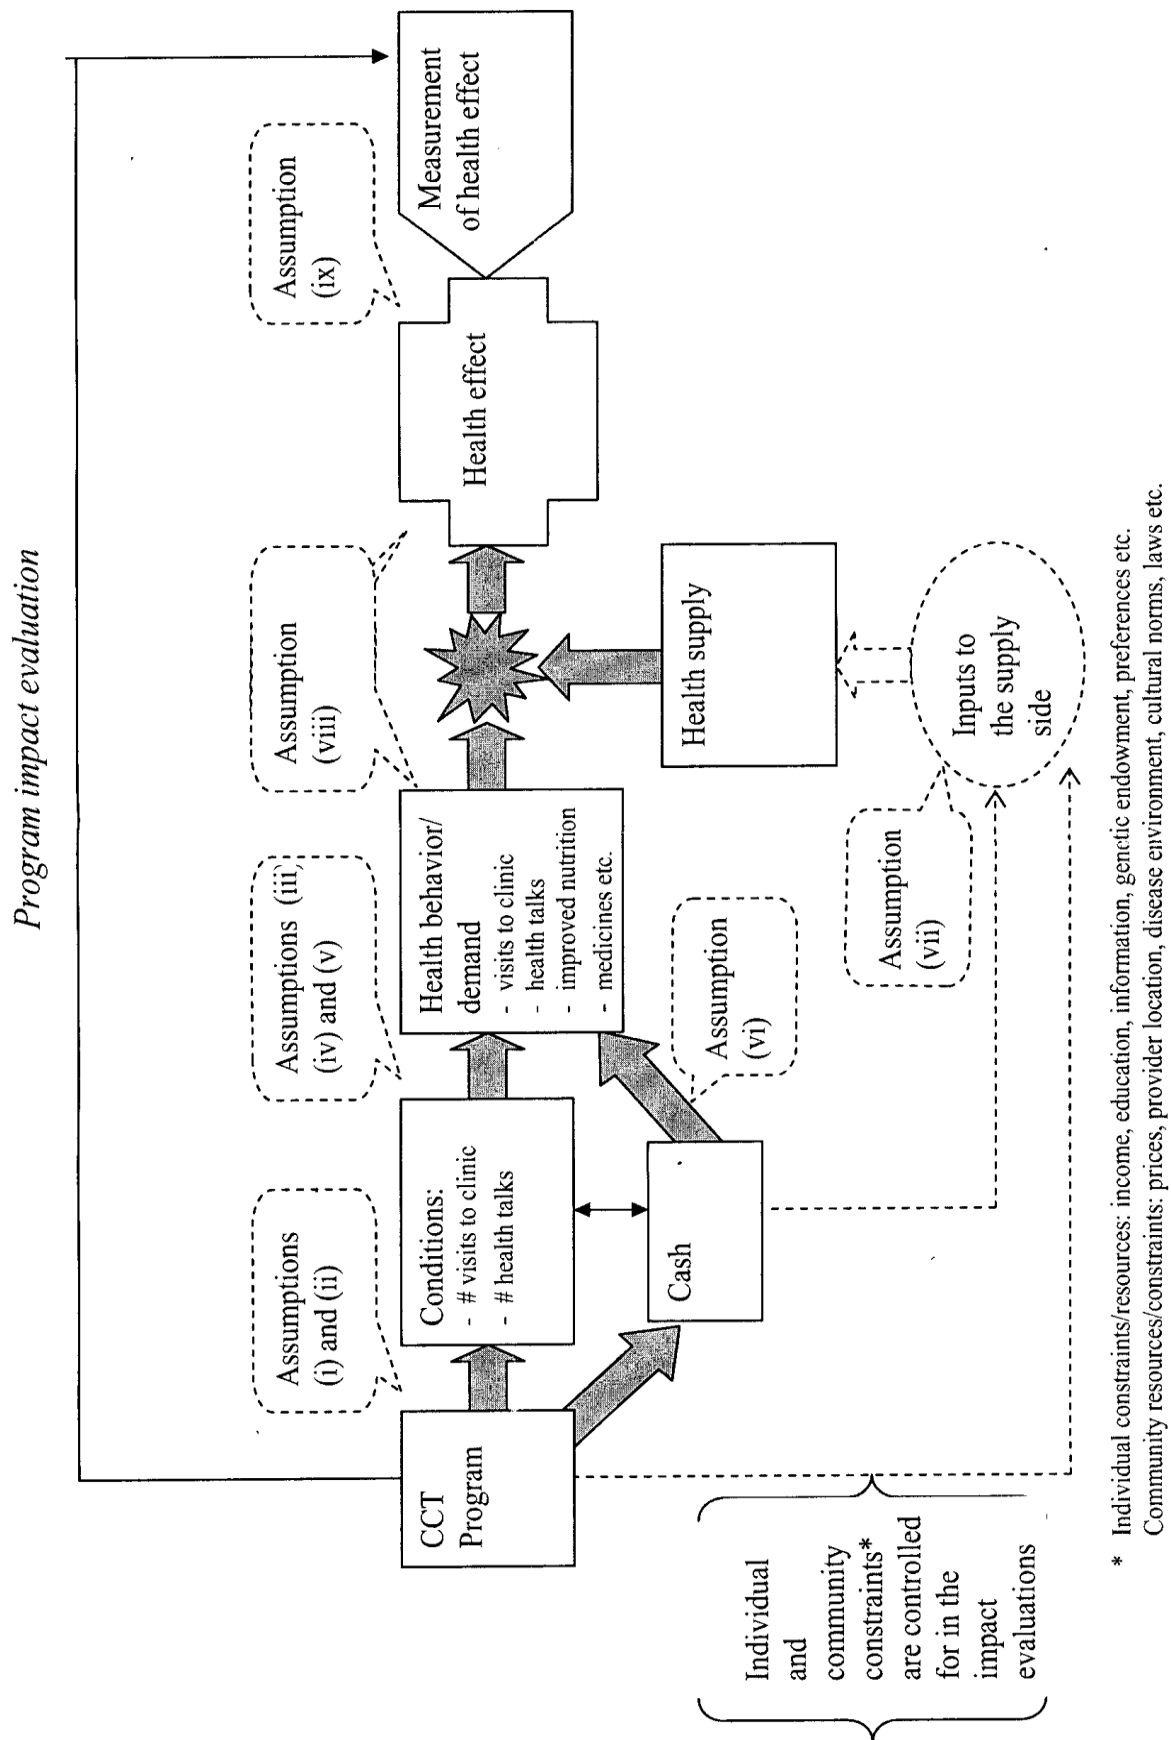 Program impact evaluation
Assumptions
(i) and (ii)
Assumptions (iii),
(iv) and (v)
Assumption
(viii)
Assumption
(ix)
CCT
Program
Conditions:
- # visits to clinic
- # health talks
Health behavior/
demand
- visits to clinic
- health talks
- improved nutrition
- medicines etc.
Health effect
Measurement
of health effect
Cash
Assumption
(vi)
Health supply
Assumption
(vii)
Inputs to
the supply
side
Individual
and
community
constraints*
are controlled
for in the
impact
evaluations
* Individual constraints/resources: income, education, information, genetic endowment, preferences etc.
Community resources/constraints: prices, provider location, disease environment, cultural norms, laws etc.